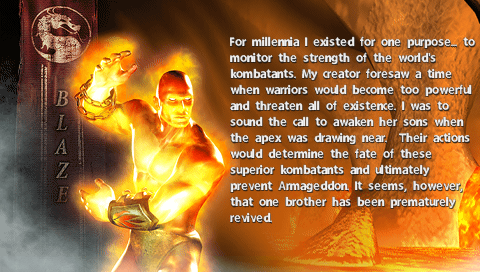 BLAZE
For millennia I existed for one purpose... to
monitor the strength of the world's
kombatants. My creator foresaw a time
when warriors would become too powerful
and threaten all of existence. I was to
sound the call to awaken her sons when
the apex was drawing near. Their actions
would determine the fate of these
superior kombatants and ultimately
prevent Armageddon. It seems, however,
that one brother has been prematurely
revived.